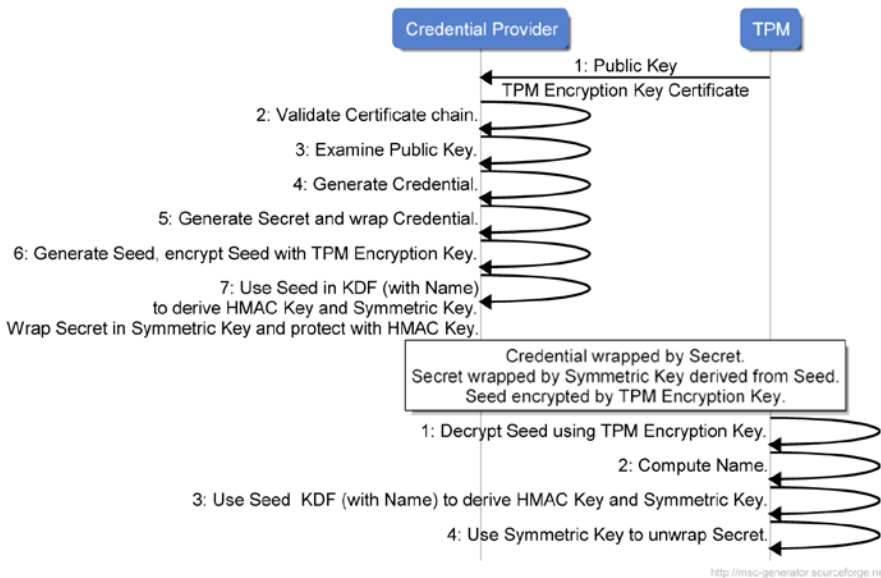 Credential Provider
TPM
1: Public Key
TPM Encryption Key Certificate
2: Validate Certificate chain.
3: Examine Public Key.
4: Generate Credential.
5: Generate Secret and wrap Credential.
6: Generate Seed, encrypt Seed with TPM Encryption Key.
7: Use Seed in KDF (with Name)
to derive HMAC Key and Symmetric Key.
Wrap Secret in Symmetric Key and protect with HMAC Key.
Credential wrapped by Secret.
Secret wrapped by Symmetric Key derived from Seed.
Seed encrypted by TPM Encryption Key.
1: Decrypt Seed using TPM Encryption Key.
2: Compute Name.
3: Use Seed KDF (with Name) to derive HMAC Key and Symmetric Key.
4: Use Symmetric Key to unwrap Secret.
http://msc-generator.sourceforge.ne